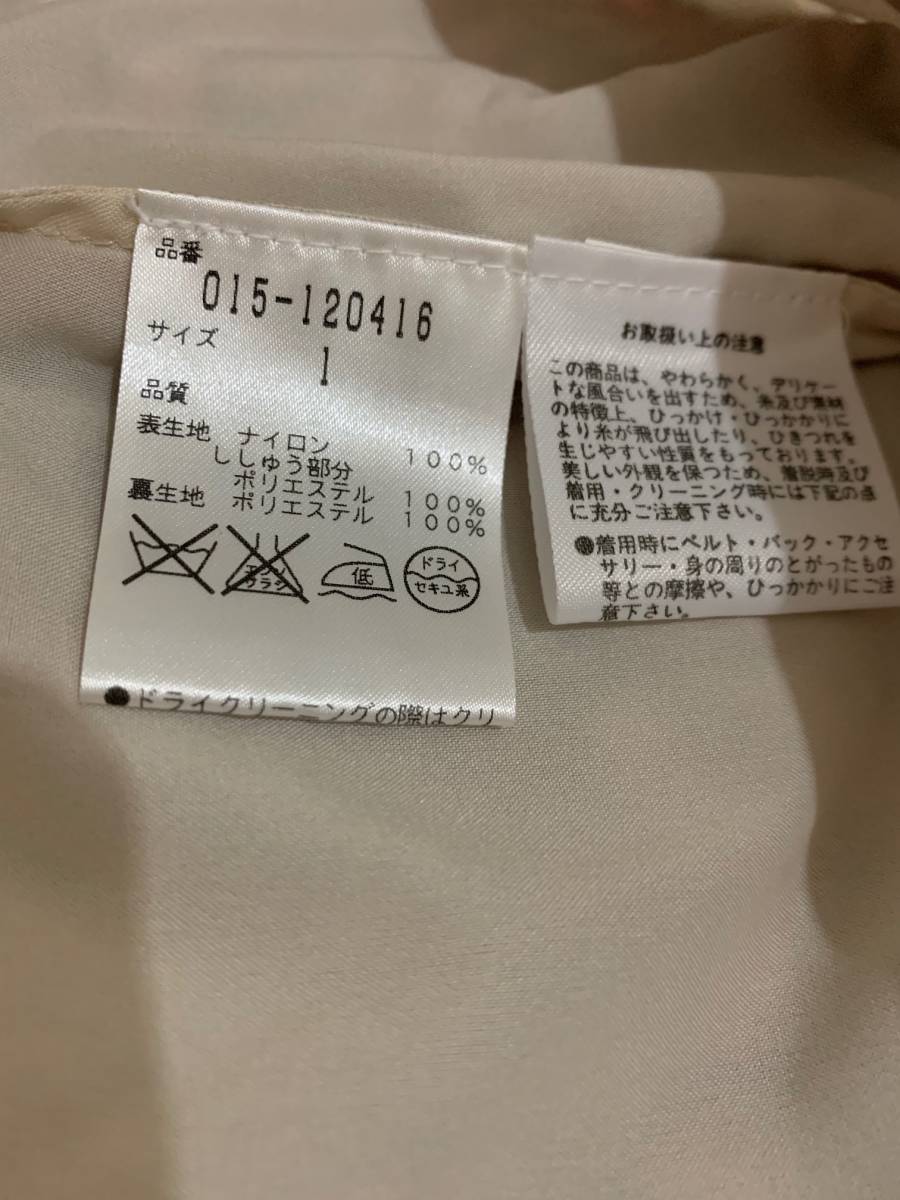 品番
015-120416
サイズ
1
品質
表生地 ナイロン 100%
ししゅう部分
ポリエステル 100%
裏生地 ポリエステル 100%
低
ドライ
セキユ系
●ドライクリーニングの際はクリ
お取扱い上の注意
この商品は、やわらかく、デリケー
トな風合いを出すため、糸及び素材
の特徴上、ひっかけ・ひっかかりに
より糸が飛び出したり、ひきつれを
生じやすい性質をもっております。
美しい外観を保つため、着脱時及び
着用・クリーニング時には下記の点
に充分ご注意下さい。
●着用時にベルト・バック・アクセ
サリー・身の周りのとがったもの
等との摩擦や、ひっかかりにご注
意下さい。